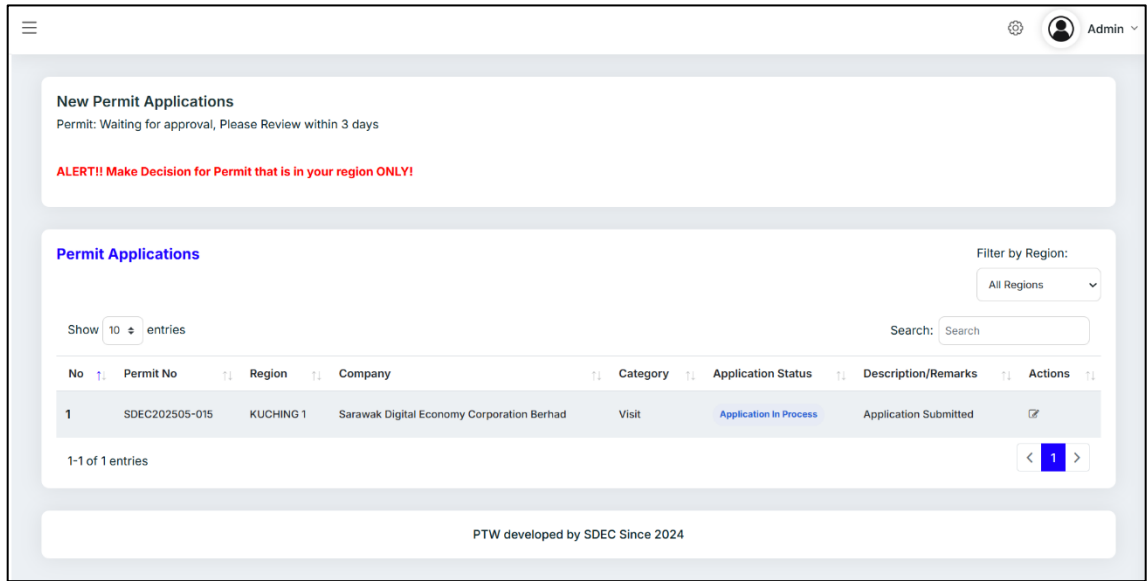 Admin
New Permit Applications
Permit: Waiting for approval, Please Review within 3 days
ALERT!! Make Decision for Permit that is in your region ONLY!
Permit Applications
Filter by Region:
All Regions
Show 10 entries
Search: Search
No Permit No Region Company Category Application Status Description/Remarks Actions
1 SDEC202505-015 KUCHING 1 Sarawak Digital Economy Corporation Berhad Visit Application In Process Application Submitted
1-1 of 1 entries
< 1 >
PTW developed by SDEC Since 2024